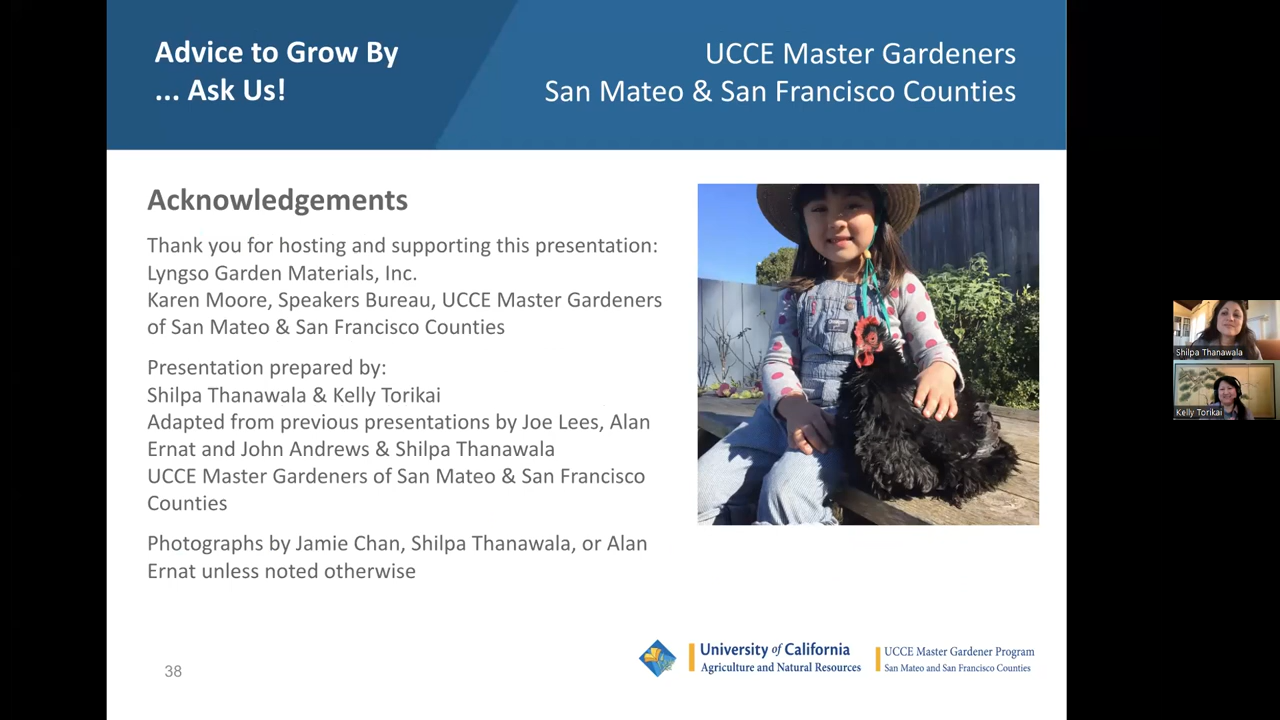 Advice to Grow By
... Ask Us!
UCCE Master Gardeners
San Mateo & San Francisco Counties
Acknowledgements
Thank you for hosting and supporting this presentation:
Lyngso Garden Materials, Inc.
Karen Moore, Speakers Bureau, UCCE Master Gardeners
of San Mateo & San Francisco Counties
Presentation prepared by:
Shilpa Thanawala & Kelly Torikai
Adapted from previous presentations by Joe Lees, Alan
Ernat and John Andrews & Shilpa Thanawala
UCCE Master Gardeners of San Mateo & San Francisco
Counties
Photographs by Jamie Chan, Shilpa Thanawala, or Alan
Ernat unless noted otherwise
38
University of California
Agriculture and Natural Resources
UCCE Master Gardener Program
San Mateo and San Francisco Counties
Shilpa Thanawala
Kelly Torikai